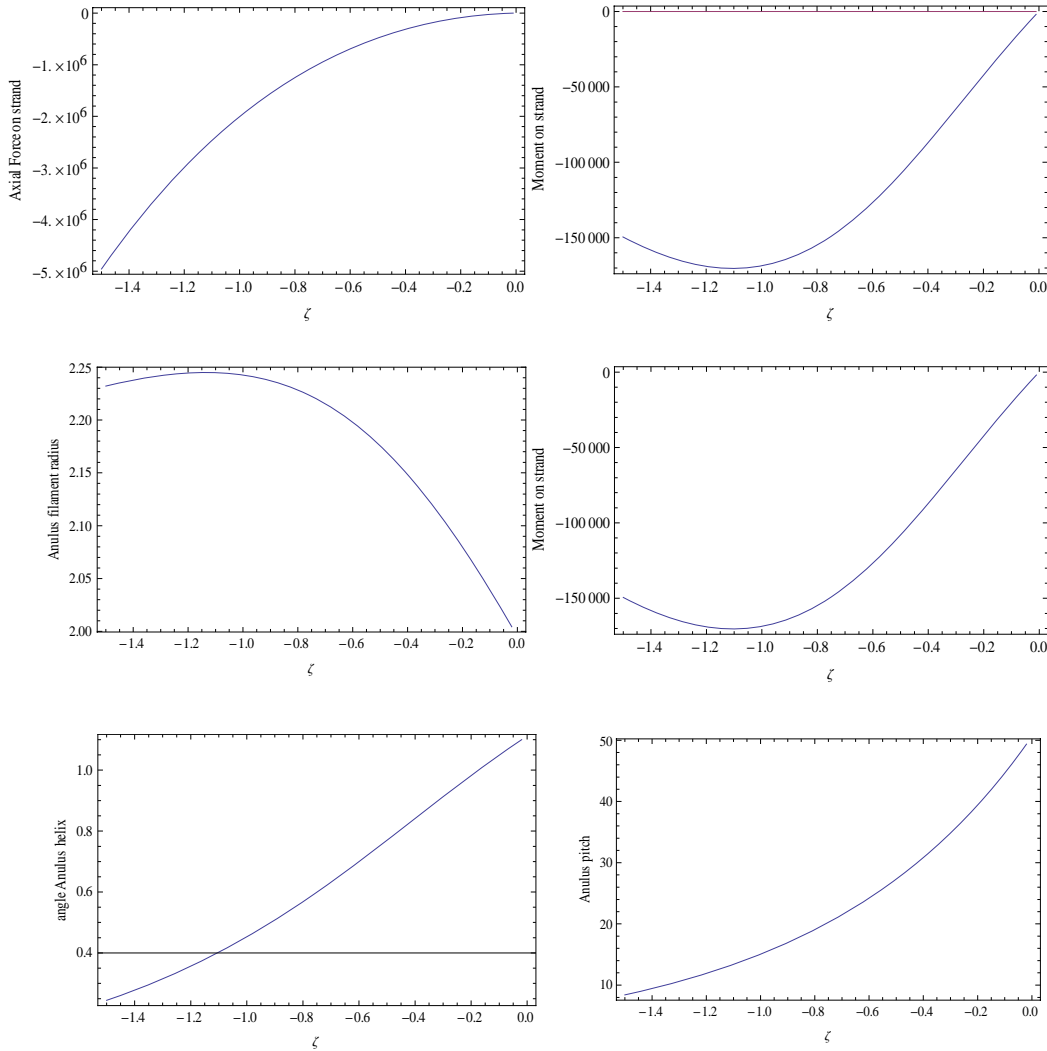 Axial Force on strand
0
−1. × 10⁶
−2. × 10⁶
−3. × 10⁶
−4. × 10⁶
−5. × 10⁶
−1.4 −1.2 −1.0 −0.8 −0.6 −0.4 −0.2 0.0
ζ
Moment on strand
0
−50 000
−100 000
−150 000
−1.4 −1.2 −1.0 −0.8 −0.6 −0.4 −0.2 0.0
ζ
Anulus filament radius
2.25
2.20
2.15
2.10
2.05
2.00
−1.4 −1.2 −1.0 −0.8 −0.6 −0.4 −0.2 0.0
ζ
Moment on strand
0
−50 000
−100 000
−150 000
−1.4 −1.2 −1.0 −0.8 −0.6 −0.4 −0.2 0.0
ζ
angle Anulus helix
1.0
0.8
0.6
0.4
−1.4 −1.2 −1.0 −0.8 −0.6 −0.4 −0.2 0.0
ζ
Anulus pitch
50
40
30
20
10
−1.4 −1.2 −1.0 −0.8 −0.6 −0.4 −0.2 0.0
ζ